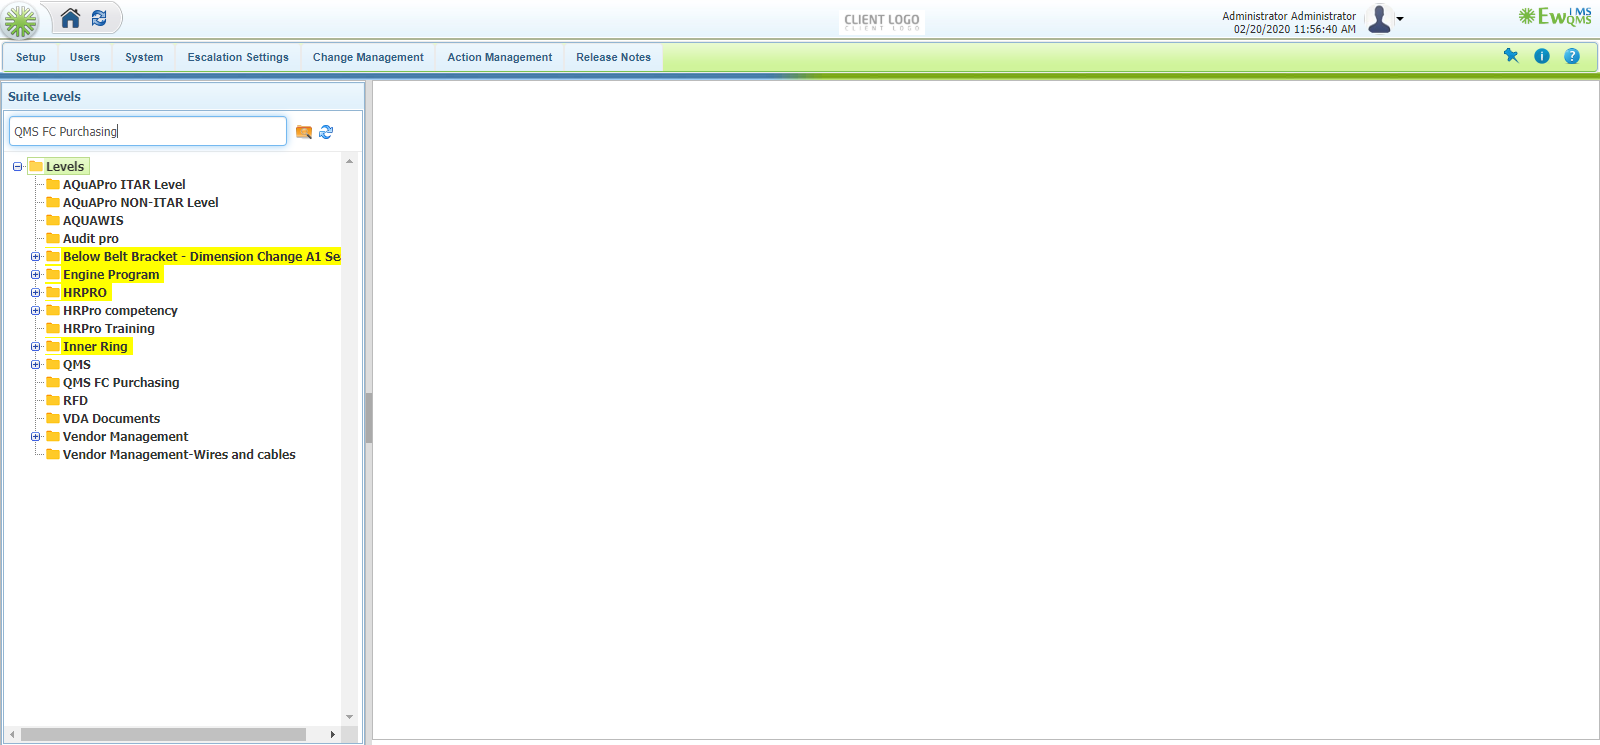 CLIENT LOGO
CLIENT LOGO
Administrator Administrator
02/20/2020 11:56:40 AM
EwIMS
QMS
Setup Users System Escalation Settings Change Management Action Management Release Notes
Suite Levels
QMS FC Purchasing
Levels
AQuAPro ITAR Level
AQuAPro NON-ITAR Level
AQUAWIS
Audit pro
Below Belt Bracket - Dimension Change A1 Se
Engine Program
HRPRO
HRPro competency
HRPro Training
Inner Ring
QMS
QMS FC Purchasing
RFD
VDA Documents
Vendor Management
Vendor Management-Wires and cables